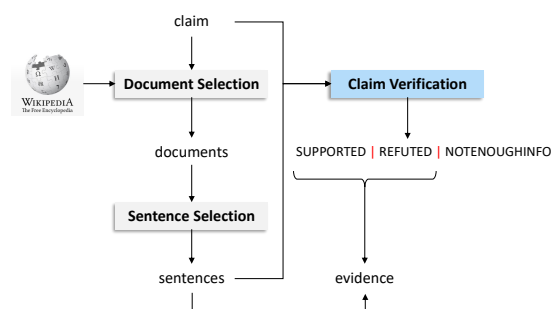 claim
WIKIPEDIA
The Free Encyclopedia
Document Selection
Claim Verification
documents
SUPPORTED | REFUTED | NOTENOUGHINFO
Sentence Selection
sentences
evidence